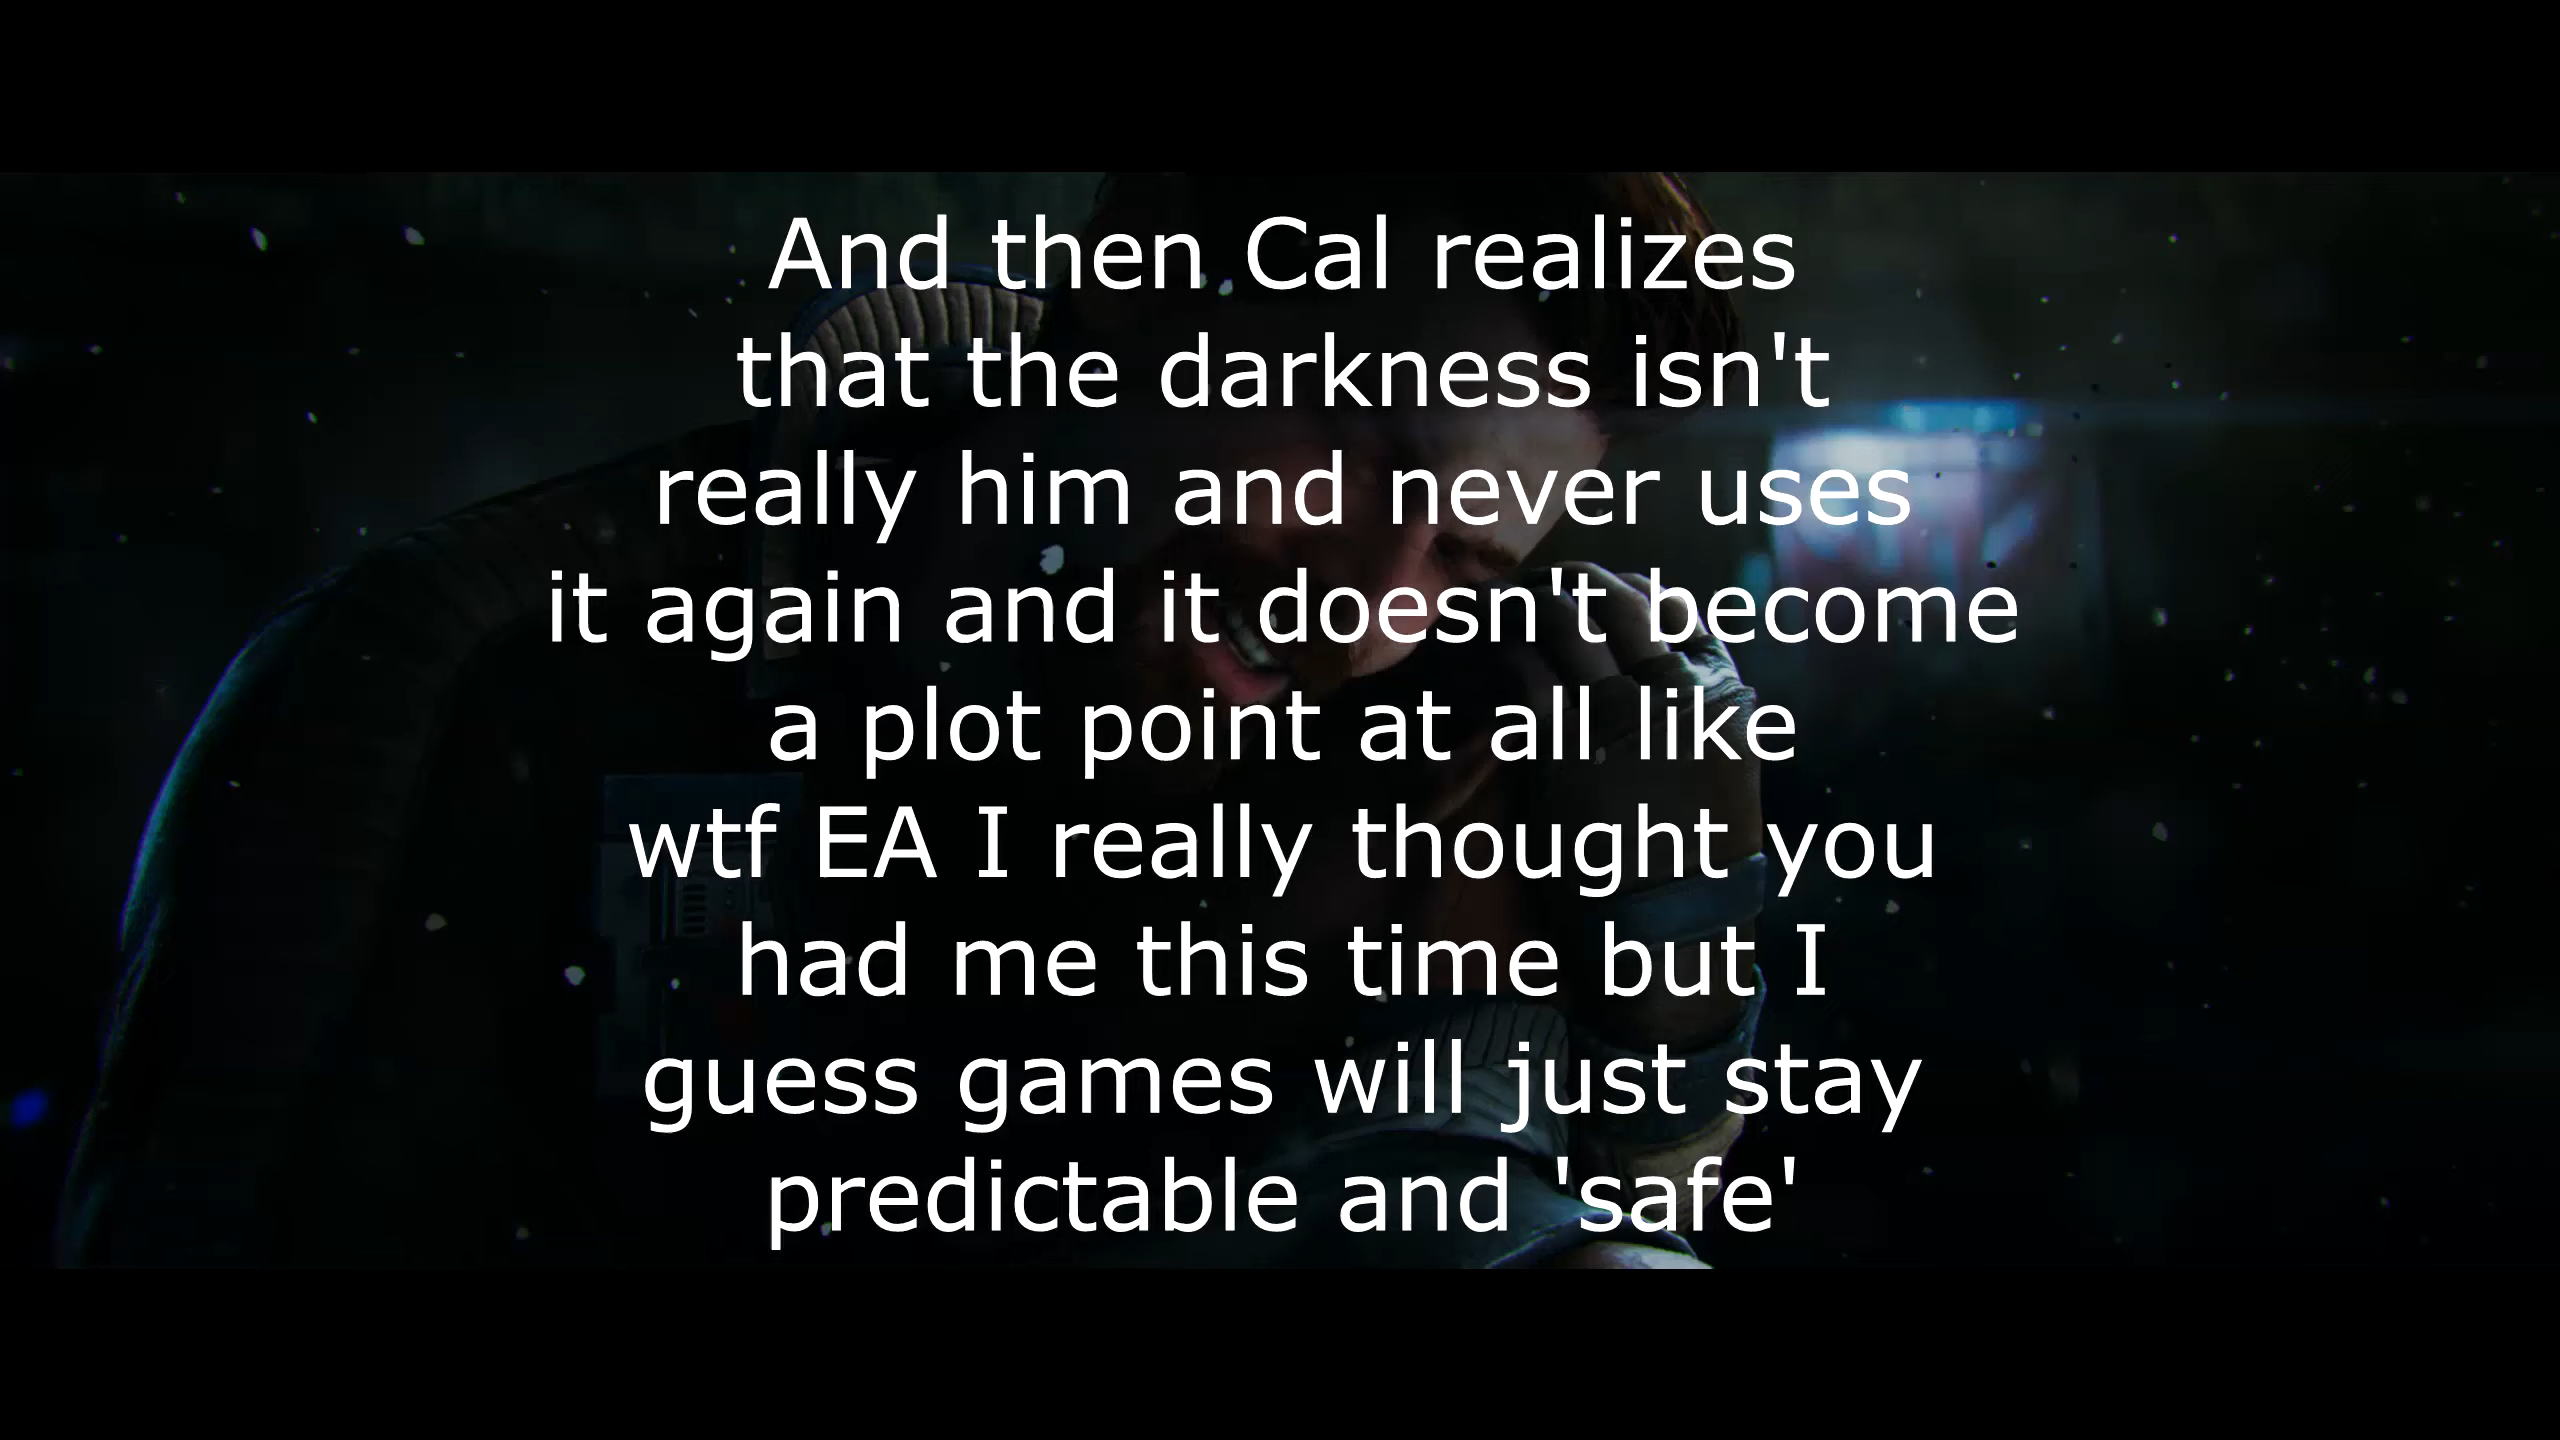 And then Cal realizes
that the darkness isn't
really him and never uses
it again and it doesn't become
a plot point at all like
wtf EA I really thought you
had me this time but I
guess games will just stay
predictable and 'safe'